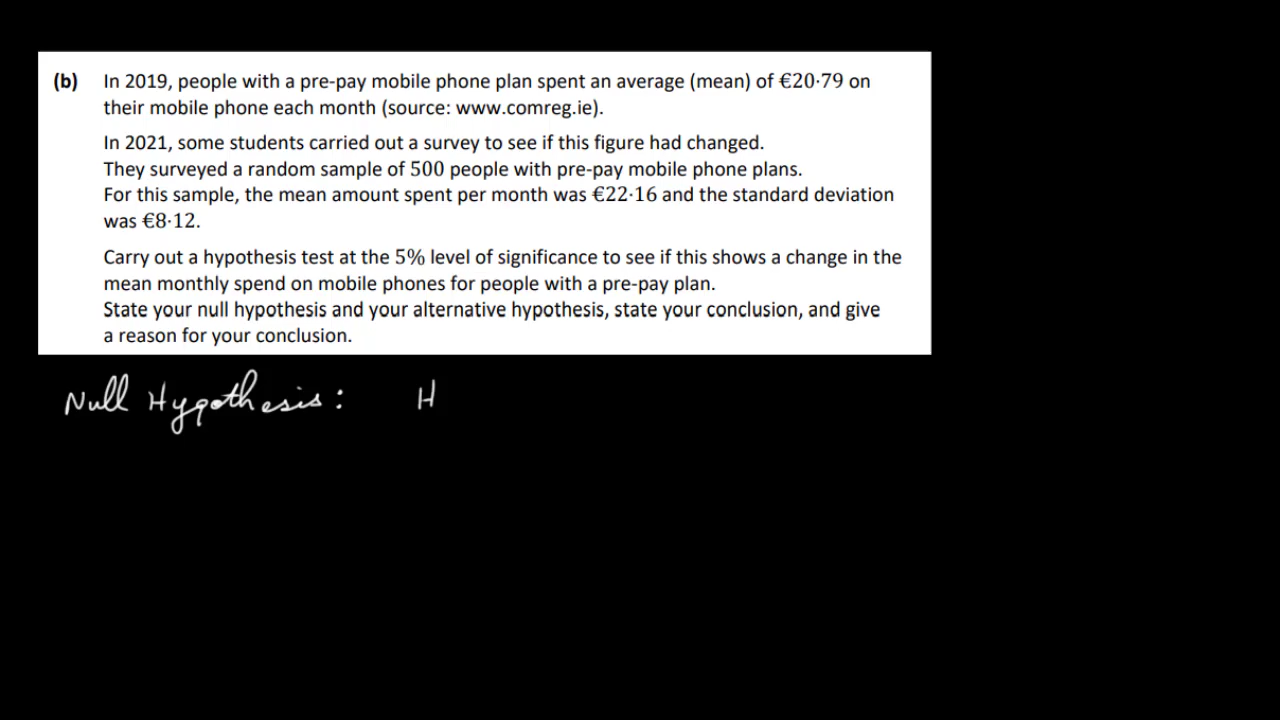 (b) In 2019, people with a pre-pay mobile phone plan spent an average (mean) of €20·79 on
their mobile phone each month (source: www.comreg.ie).
In 2021, some students carried out a survey to see if this figure had changed.
They surveyed a random sample of 500 people with pre-pay mobile phone plans.
For this sample, the mean amount spent per month was €22·16 and the standard deviation
was €8·12.
Carry out a hypothesis test at the 5% level of significance to see if this shows a change in the
mean monthly spend on mobile phones for people with a pre-pay plan.
State your null hypothesis and your alternative hypothesis, state your conclusion, and give
a reason for your conclusion.
Null Hypothesis: H